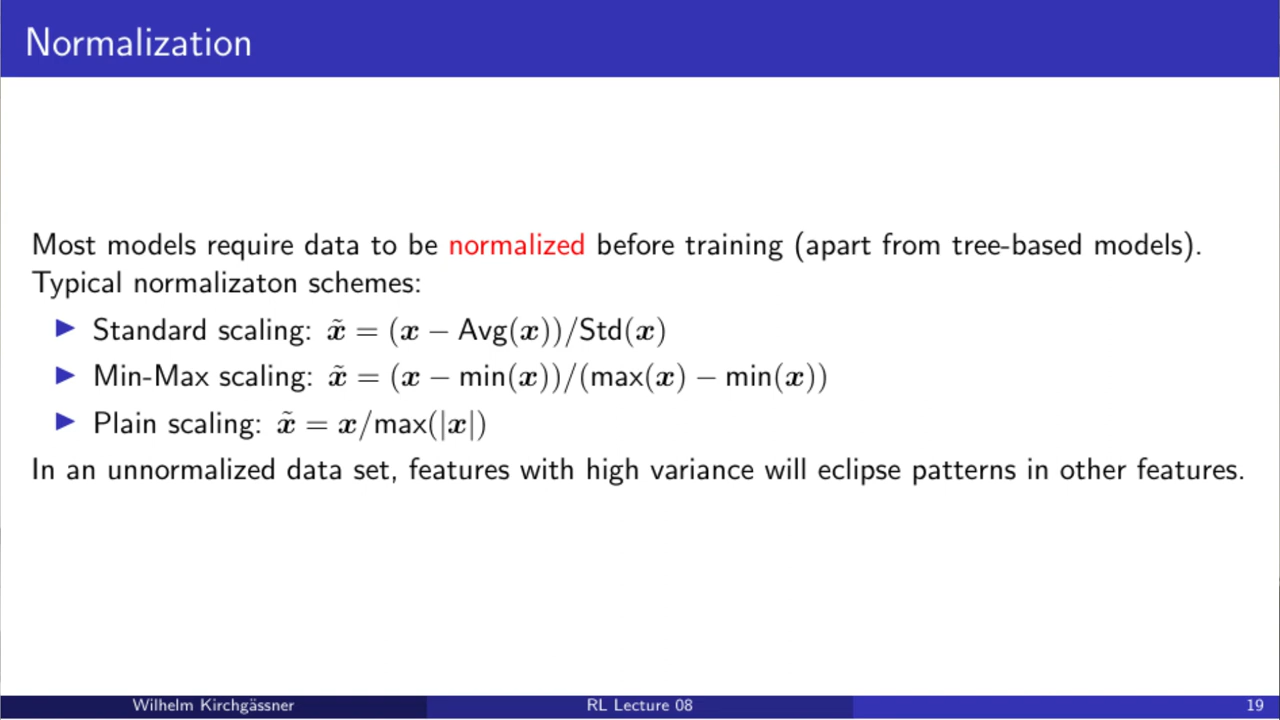 Normalization
Most models require data to be normalized before training (apart from tree-based models).
Typical normalizaton schemes:
▶ Standard scaling: x̃ = (x − Avg(x))/Std(x)
▶ Min-Max scaling: x̃ = (x − min(x))/(max(x) − min(x))
▶ Plain scaling: x̃ = x/max(|x|)
In an unnormalized data set, features with high variance will eclipse patterns in other features.
Wilhelm Kirchgässner RL Lecture 08 19